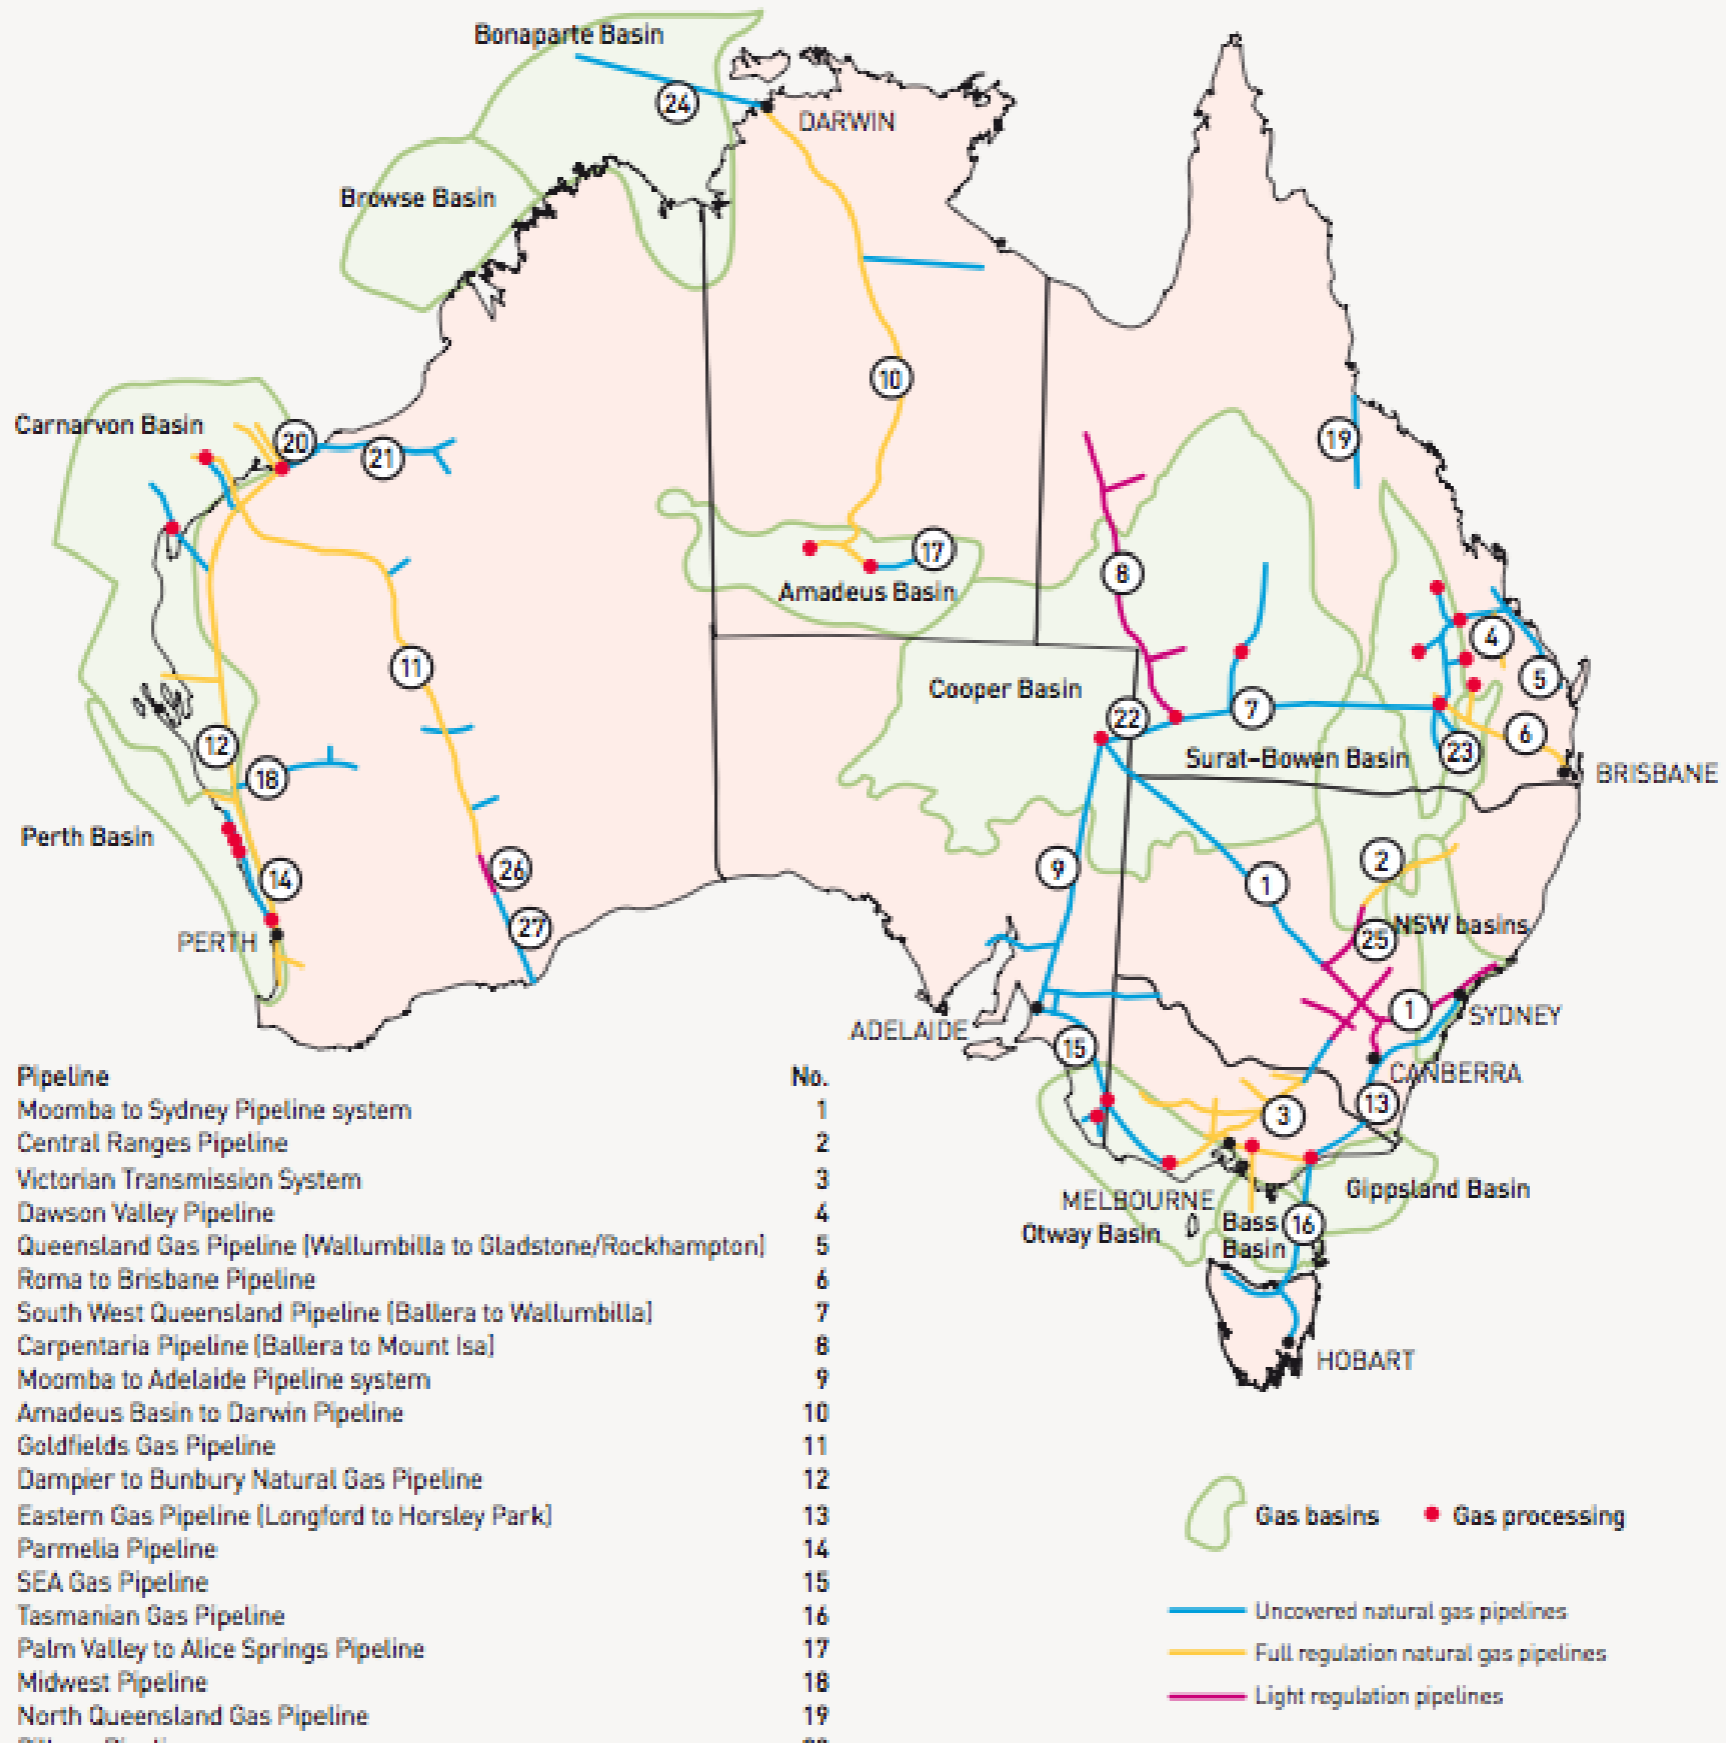 Bonaparte Basin
24
DARWIN
Browse Basin
10
Carnarvon Basin
20
21
19
17
8
Amadeus Basin
4
11
5
Cooper Basin
22
7
12
6
23
18
Surat–Bowen Basin
BRISBANE
Perth Basin
2
9
26
14
1
27
NSW basins
25
PERTH
1
SYDNEY
ADELAIDE
15
CANBERRA
13
3
MELBOURNE
Gippsland Basin
Otway Basin
Bass
Basin
16
HOBART
Pipeline No.
Moomba to Sydney Pipeline system 1
Central Ranges Pipeline 2
Victorian Transmission System 3
Dawson Valley Pipeline 4
Queensland Gas Pipeline (Wallumbilla to Gladstone/Rockhampton) 5
Roma to Brisbane Pipeline 6
South West Queensland Pipeline (Ballera to Wallumbilla) 7
Carpentaria Pipeline (Ballera to Mount Isa) 8
Moomba to Adelaide Pipeline system 9
Amadeus Basin to Darwin Pipeline 10
Goldfields Gas Pipeline 11
Dampier to Bunbury Natural Gas Pipeline 12
Eastern Gas Pipeline (Longford to Horsley Park) 13
Parmelia Pipeline 14
SEA Gas Pipeline 15
Tasmanian Gas Pipeline 16
Palm Valley to Alice Springs Pipeline 17
Midwest Pipeline 18
North Queensland Gas Pipeline 19
Gas basins
Gas processing
Uncovered natural gas pipelines
Full regulation natural gas pipelines
Light regulation pipelines